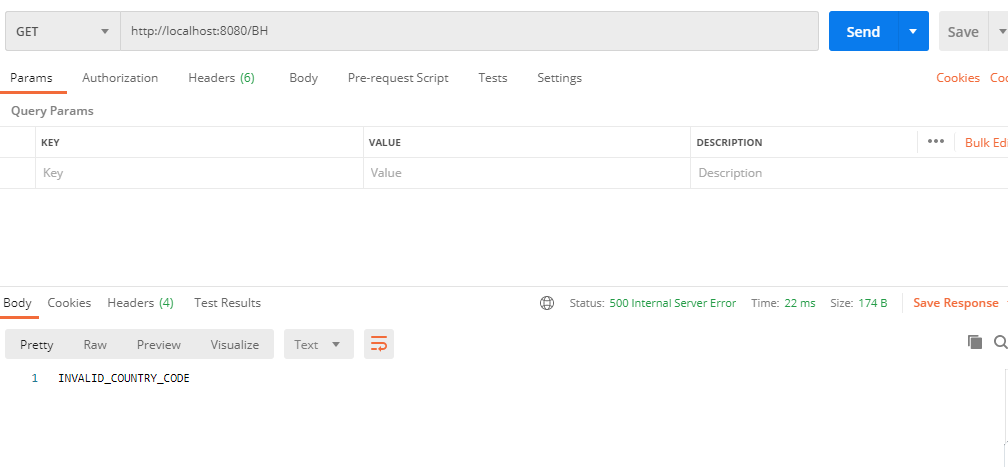 GET http://localhost:8080/BH Send Save
Params Authorization Headers (6) Body Pre-request Script Tests Settings Cookies Coo
Query Params
KEY VALUE DESCRIPTION ••• Bulk Edi
Key Value Description
Body Cookies Headers (4) Test Results Status: 500 Internal Server Error Time: 22 ms Size: 174 B Save Response
Pretty Raw Preview Visualize Text
1 INVALID_COUNTRY_CODE